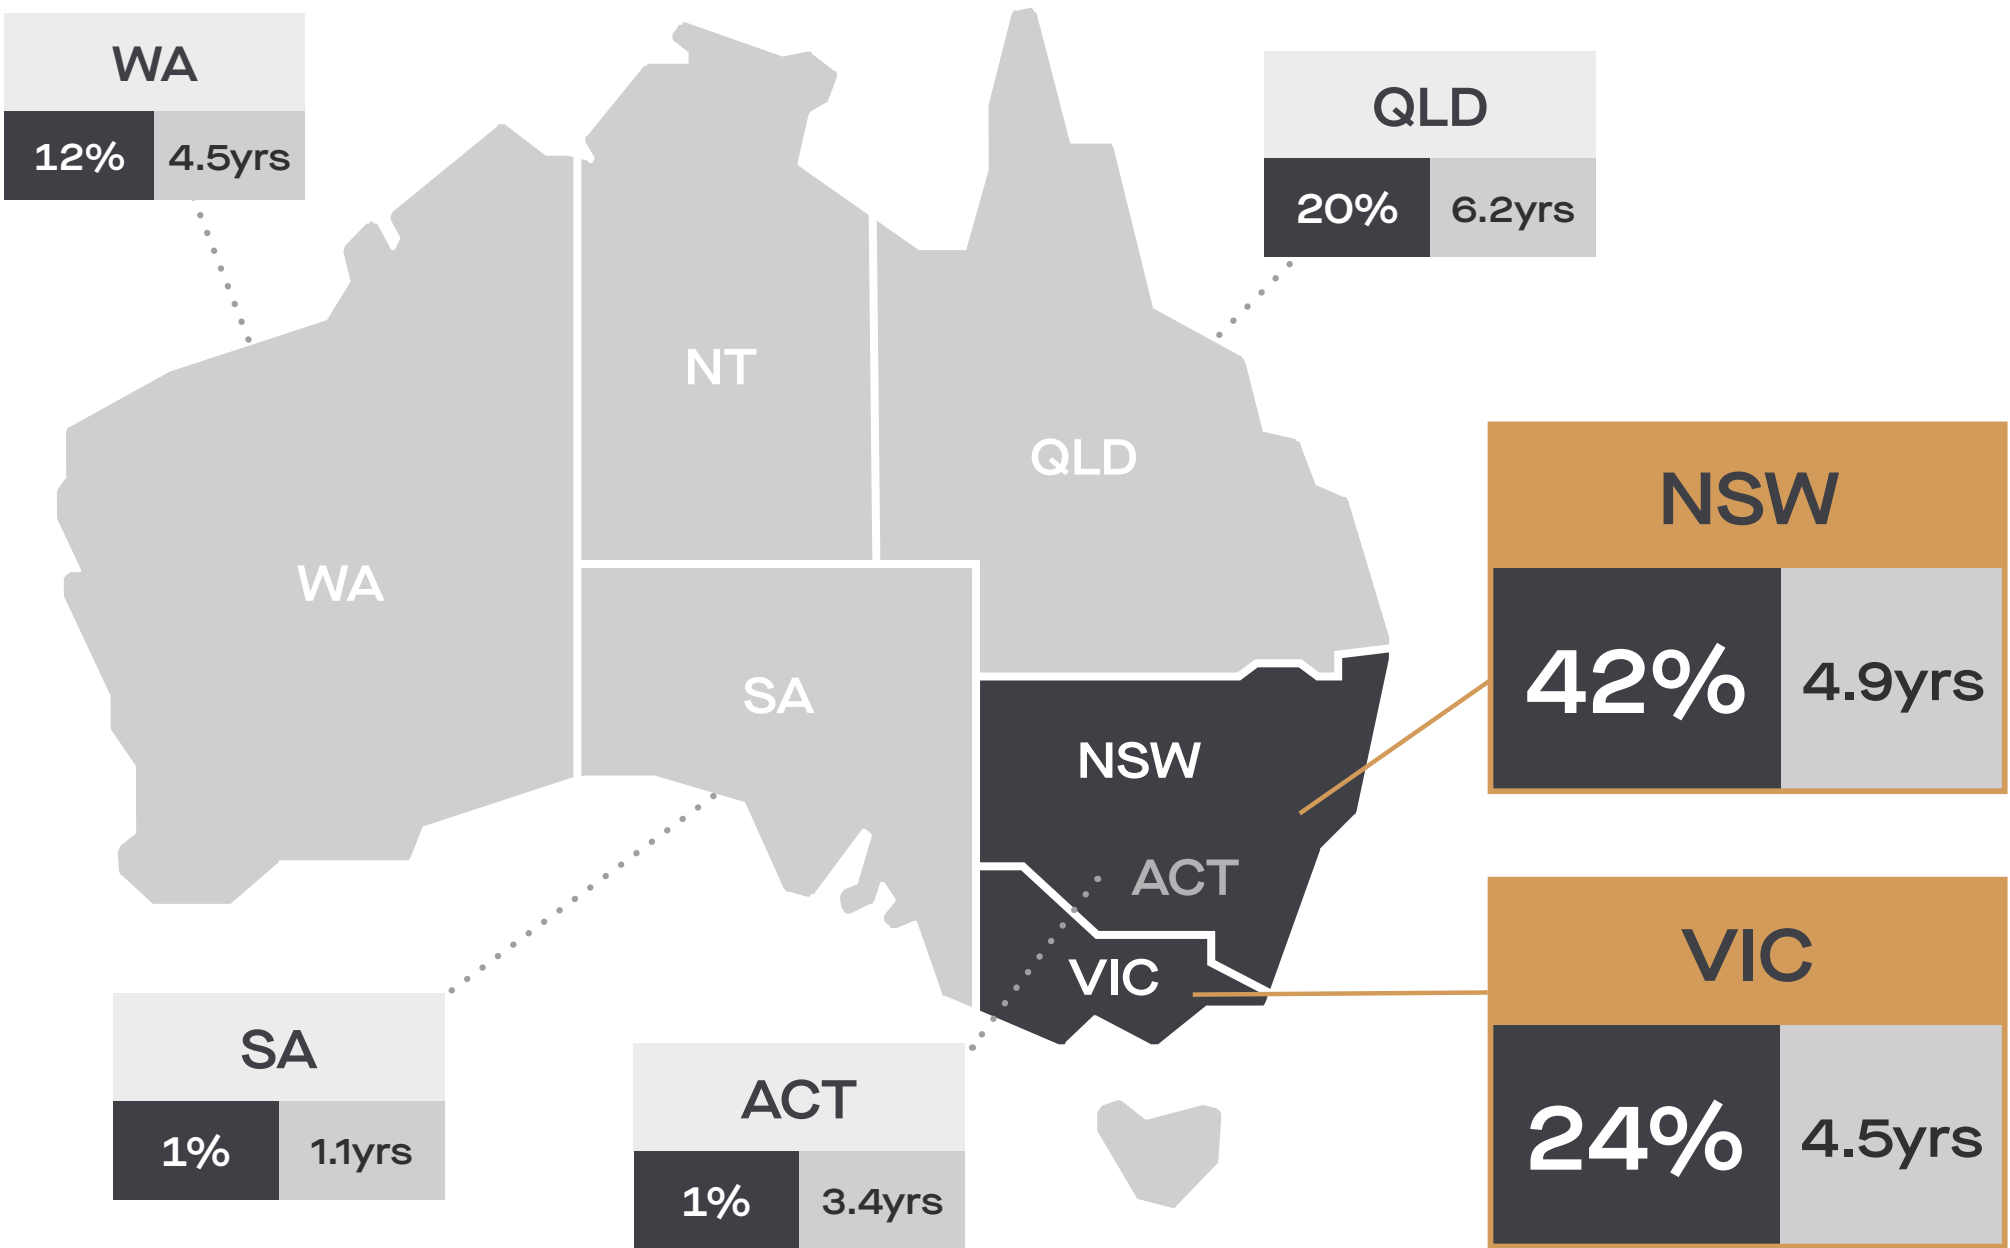 WA
12% 4.5yrs
QLD
20% 6.2yrs
NT
QLD
WA
SA
NSW
ACT
VIC
NSW
42% 4.9yrs
VIC
24% 4.5yrs
SA
1% 1.1yrs
ACT
1% 3.4yrs